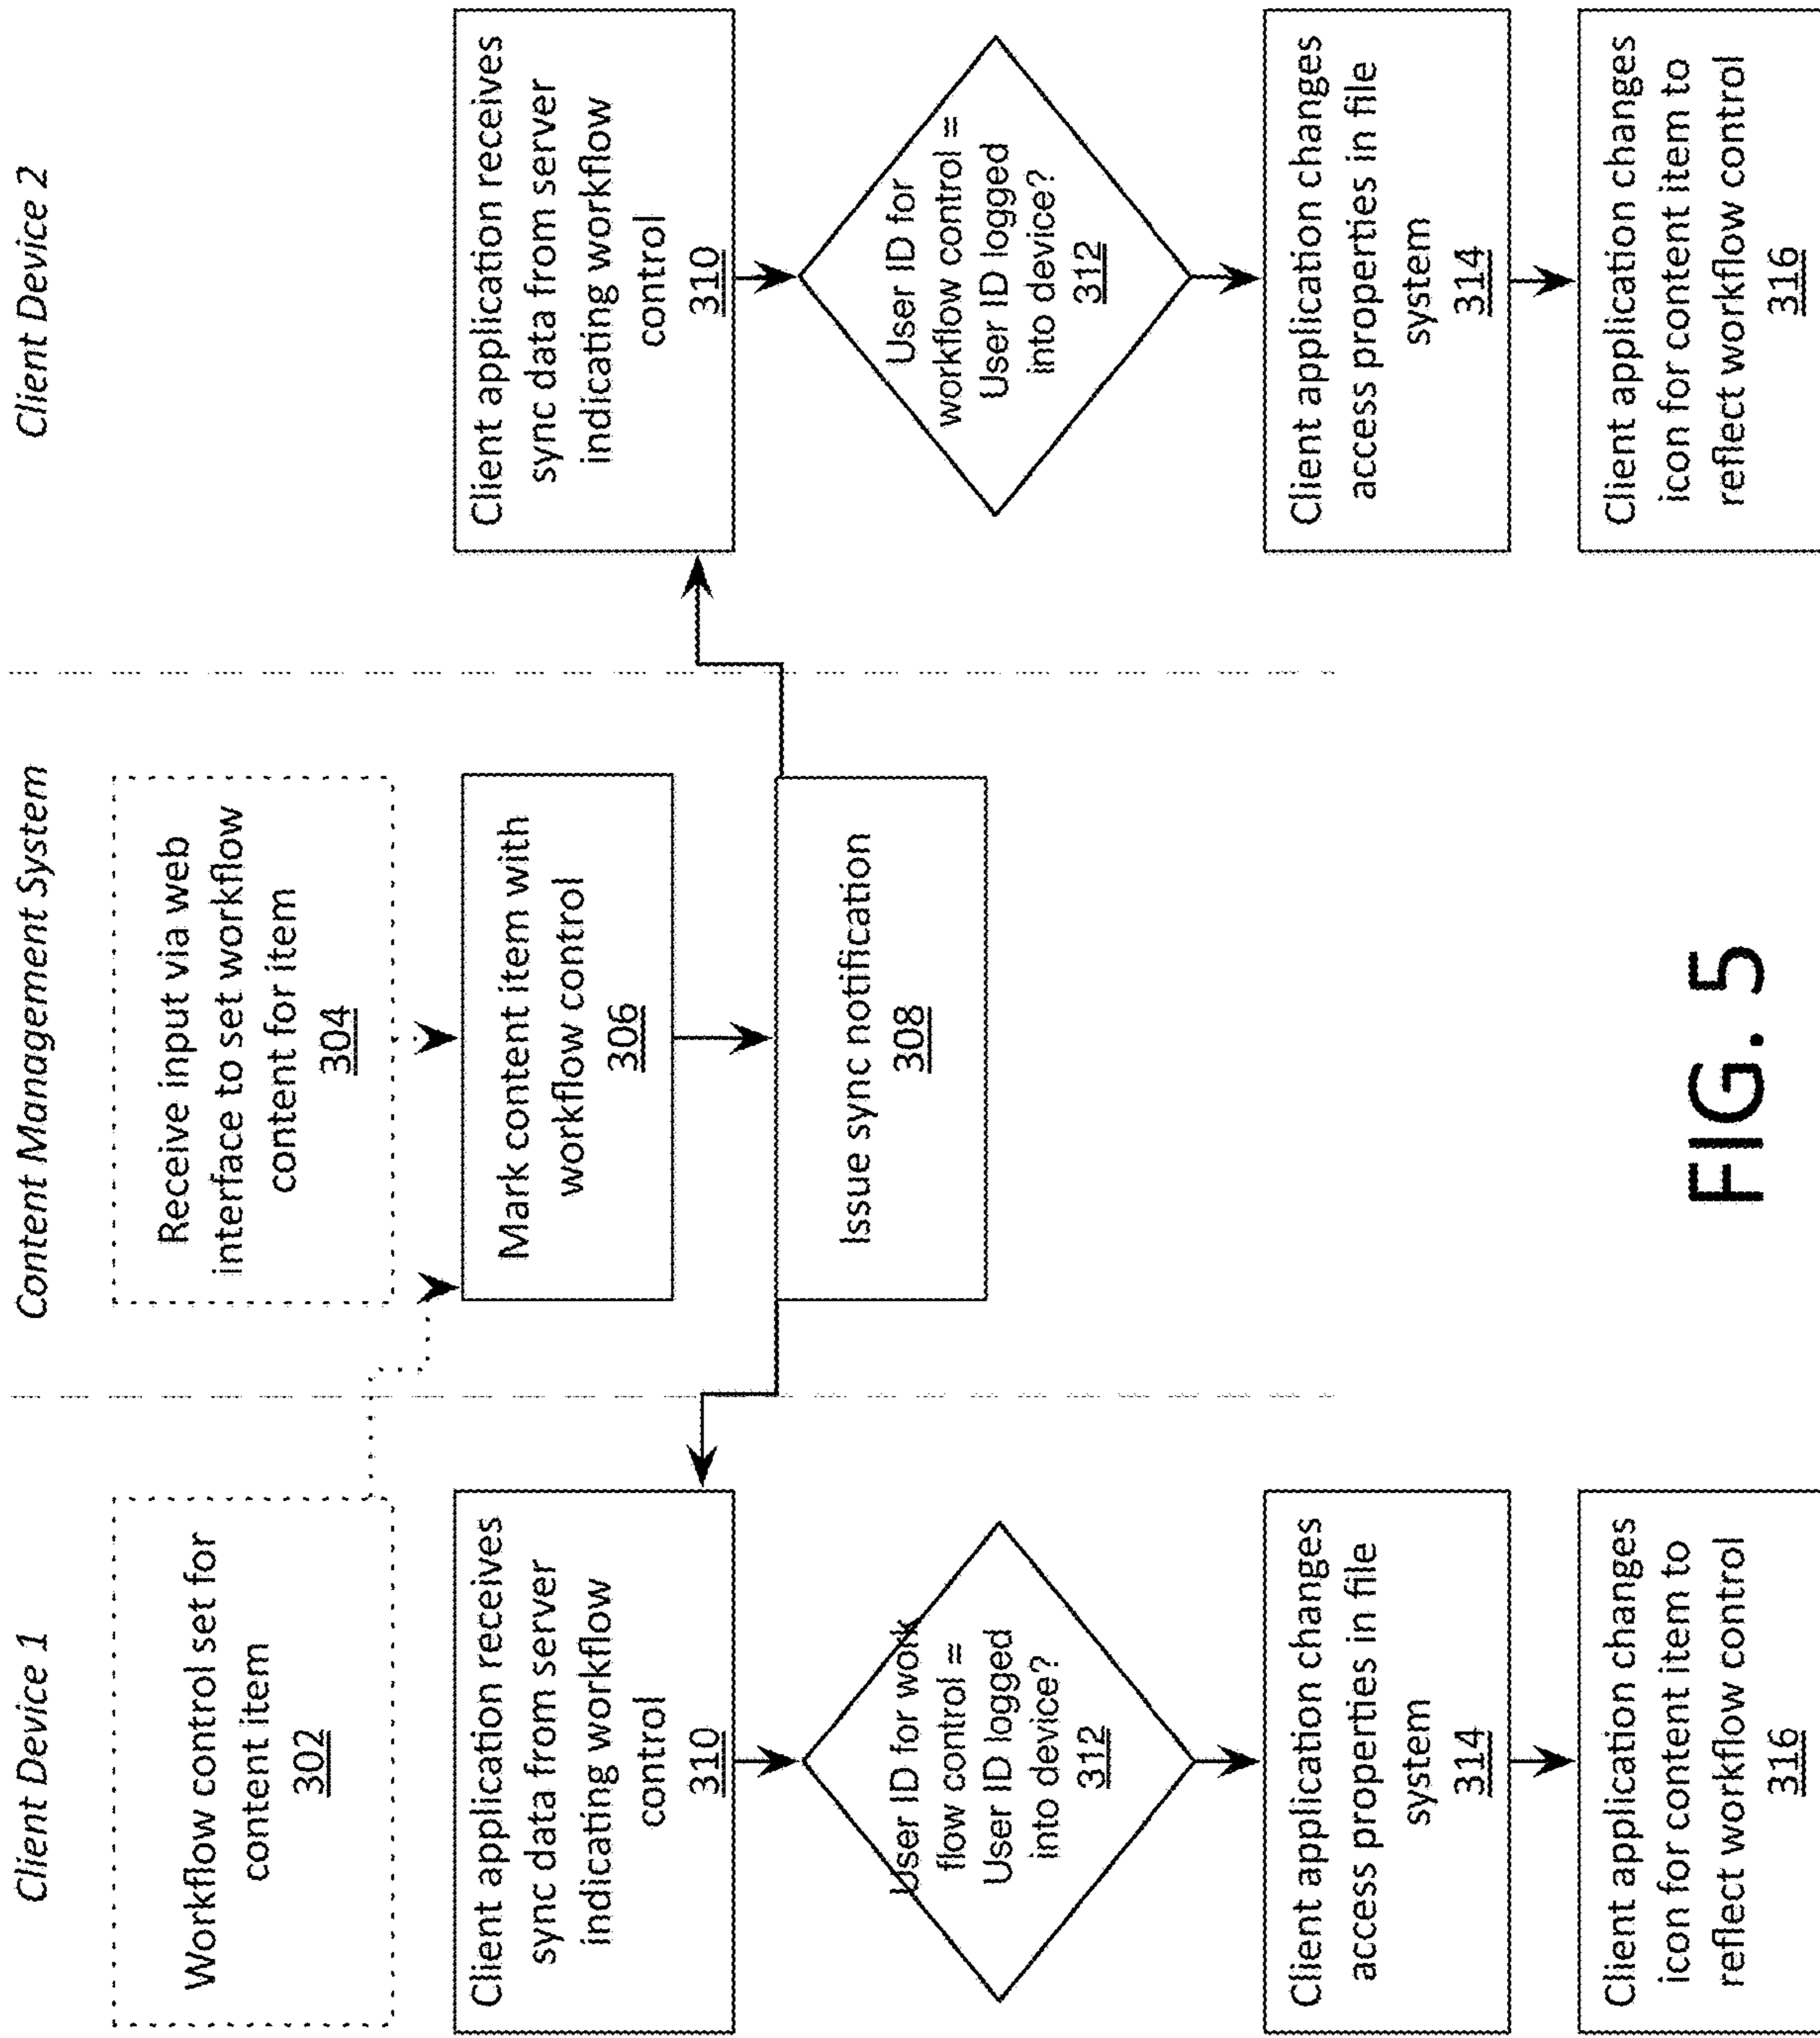 Client Device 1
Workflow control set for
content item
302
Client application receives
sync data from server
indicating workflow
control
310
User ID for work
flow control =
User ID logged
into device?
312
Client application changes
access properties in file
system
314
Client application changes
icon for content item to
reflect workflow control
316
Content Management System
Receive input via web
interface to set workflow
content for item
304
Mark content item with
workflow control
306
Issue sync notification
308
Client Device 2
Client application receives
sync data from server
indicating workflow
control
310
User ID for
workflow control =
User ID logged
into device?
312
Client application changes
access properties in file
system
314
Client application changes
icon for content item to
reflect workflow control
316
FIG. 5